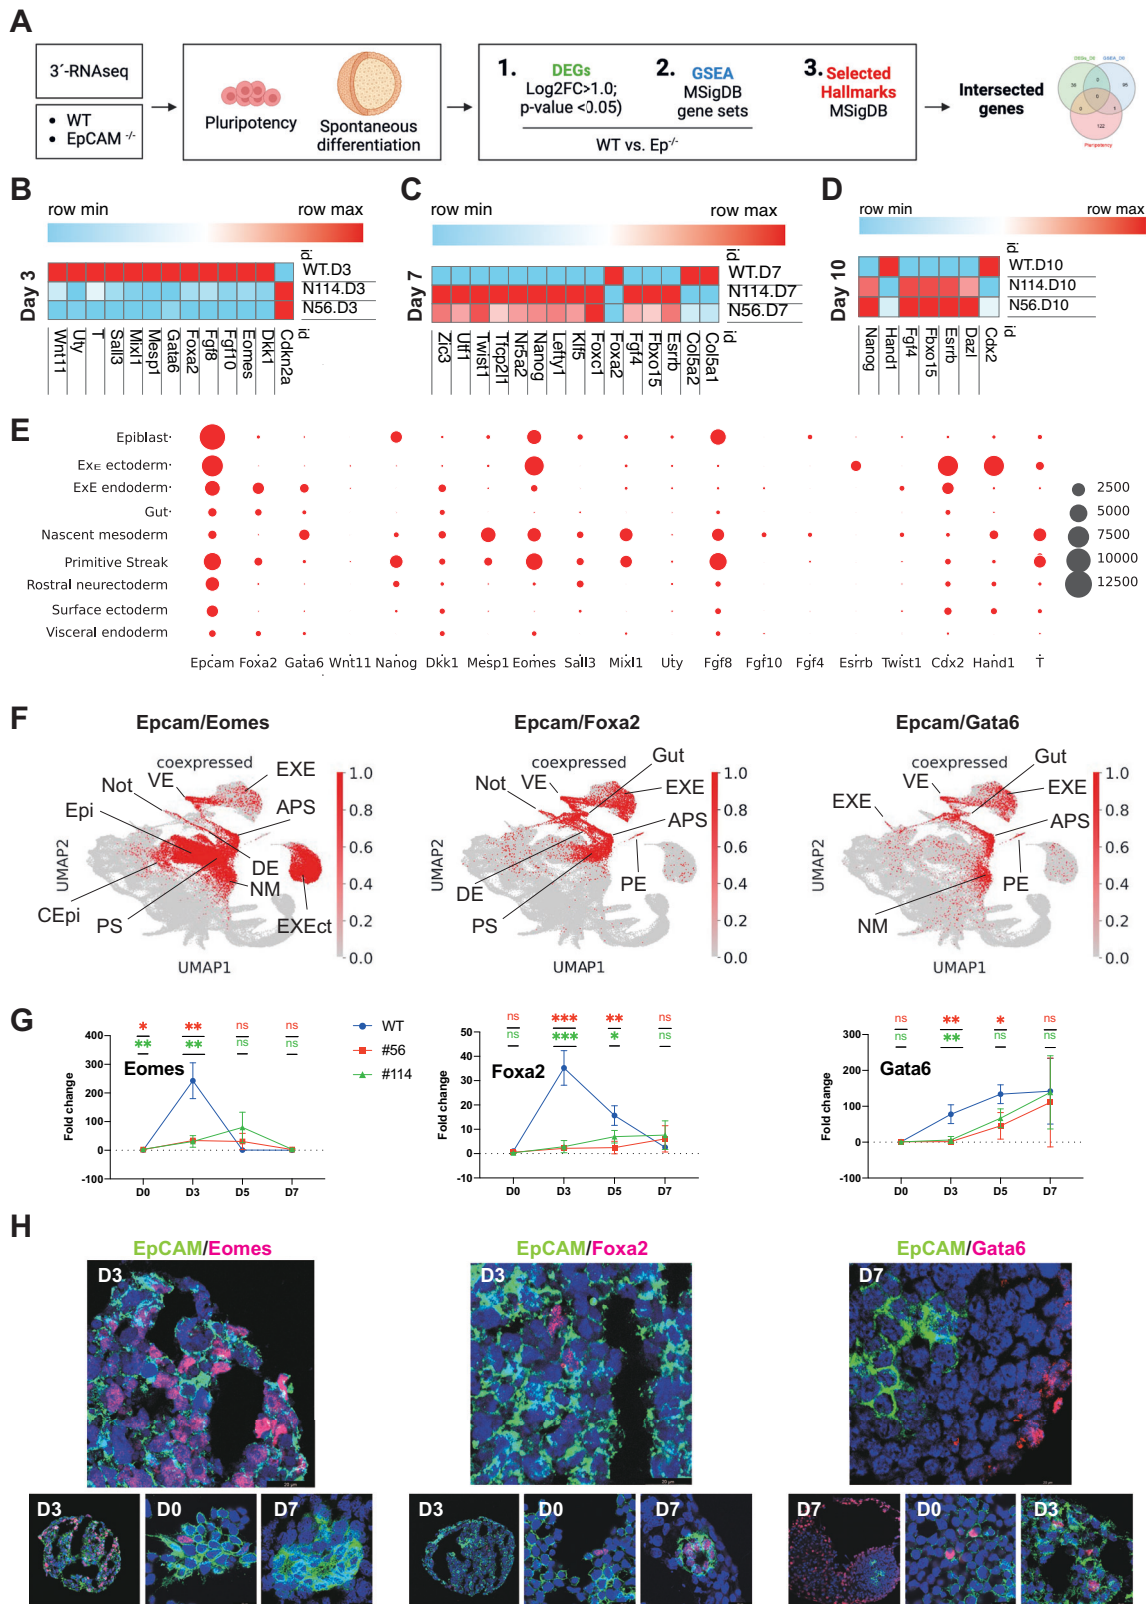 A
3´-RNAseq
• WT
• EpCAM -/-
Pluripotency
Spontaneous
differentiation
1.
DEGs
Log2FC>1.0;
p-value <0.05)
2.
GSEA
MSigDB
gene sets
3.
Selected
Hallmarks
MSigDB
WT vs. Ep-/-
Intersected
genes
DEGs_D5
GSEA_D5
Pluripotency
122
B
row min
row max
Day 3
id
WT.D3
N114.D3
N56.D3
id
Wnt11
Uty
T
Sall3
Mixl1
Mesp1
Gata6
Foxa2
Fgf8
Fgf10
Eomes
Dkk1
Cdkn2a
C
row min
row max
Day 7
id
WT.D7
N114.D7
N56.D7
id
Zic3
Utf1
Twist1
Tfcp2l1
Nr5a2
Nanog
Lefty1
Klf5
Foxc1
Foxa2
Fgf4
Fbxo15
Esrrb
Col5a2
Col5a1
D
row min
row max
Day 10
id
WT.D10
N114.D10
N56.D10
id
Nanog
Hand1
Fgf4
Fbxo15
Esrrb
Dazl
Cdx2
E
Epiblast
ExE ectoderm
ExE endoderm
Gut
Nascent mesoderm
Primitive Streak
Rostral neurectoderm
Surface ectoderm
Visceral endoderm
2500
5000
7500
10000
12500
Epcam Foxa2 Gata6 Wnt11 Nanog Dkk1 Mesp1 Eomes Sall3 Mixl1 Uty Fgf8 Fgf10 Fgf4 Esrrb Twist1 Cdx2 Hand1 T
F
Epcam/Eomes
coexpressed
Not
VE
EXE
Epi
APS
DE
NM
CEpi
PS
EXEct
UMAP2
UMAP1
1.0
0.8
0.6
0.4
0.2
0.0
Epcam/Foxa2
coexpressed
Gut
Not
VE
EXE
APS
DE
PE
PS
UMAP2
UMAP1
1.0
0.8
0.6
0.4
0.2
0.0
Epcam/Gata6
coexpressed
Gut
VE
EXE
EXE
APS
PE
NM
UMAP2
UMAP1
1.0
0.8
0.6
0.4
0.2
0.0
G
* ** ns ns
** ** ns ns
Eomes
Fold change
400
300
200
100
0
-100
D0 D3 D5 D7
WT
#56
#114
ns *** ** ns
ns *** * ns
Foxa2
Fold change
50
40
30
20
10
0
-10
D0 D3 D5 D7
ns ** * ns
ns ** ns ns
Gata6
Fold change
300
200
100
0
-100
D0 D3 D5 D7
H
EpCAM/Eomes
D3
D3
D0
D7
EpCAM/Foxa2
D3
D3
D0
D7
EpCAM/Gata6
D7
D7
D0
D3